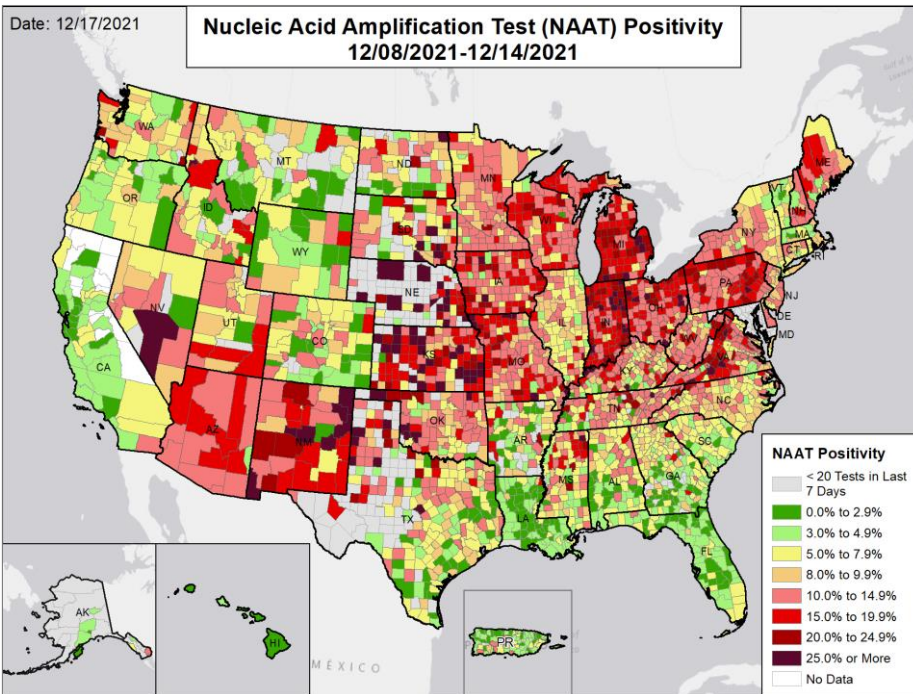 Date: 12/17/2021
Nucleic Acid Amplification Test (NAAT) Positivity
12/08/2021-12/14/2021
WA
MT
ND
MN
ME
OR
ID
SD
WI
MI
VT
NH
NY
MA
CT
RI
WY
NE
IA
PA
NJ
NV
UT
CO
IL
IN
OH
DE
MD
CA
KS
MO
KY
WV
VA
AZ
NM
OK
TN
NC
AR
SC
TX
MS
AL
GA
LA
FL
AK
HI
PR
MÉXICO
NAAT Positivity
< 20 Tests in Last
7 Days
0.0% to 2.9%
3.0% to 4.9%
5.0% to 7.9%
8.0% to 9.9%
10.0% to 14.9%
15.0% to 19.9%
20.0% to 24.9%
25.0% or More
No Data